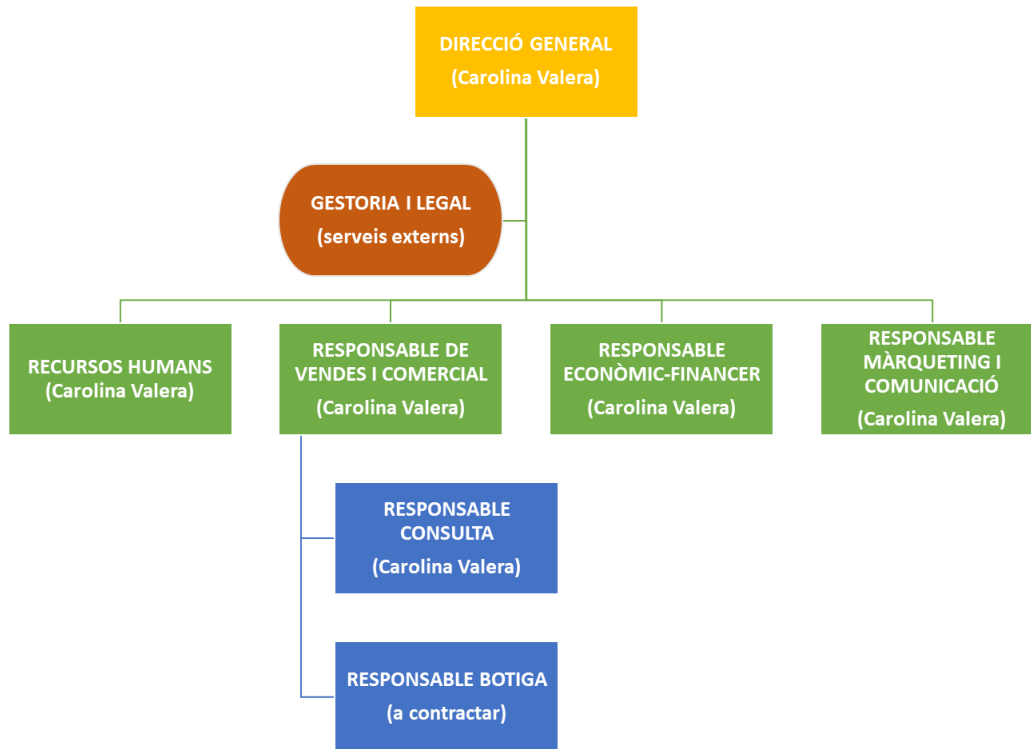 DIRECCIÓ GENERAL
(Carolina Valera)
GESTORIA I LEGAL
(serveis externs)
RECURSOS HUMANS
(Carolina Valera)
RESPONSABLE DE
VENDES I COMERCIAL
(Carolina Valera)
RESPONSABLE
ECONÒMIC-FINANCER
(Carolina Valera)
RESPONSABLE
MÀRQUETING I
COMUNICACIÓ
(Carolina Valera)
RESPONSABLE
CONSULTA
(Carolina Valera)
RESPONSABLE BOTIGA
(a contractar)